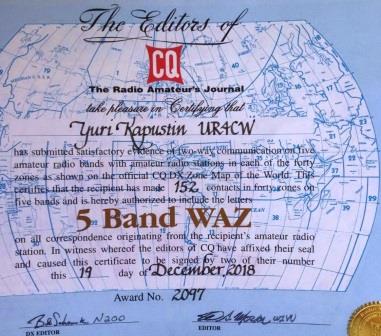 The Editors of
CQ
The Radio Amateur's Journal
take pleasure in Certifying that
Yuri Kapustin UR4CW
has submitted satisfactory evidence of two-way communication on five
amateur radio bands with amateur radio stations in each of the forty
zones as shown on the official CQ DX Zone Map of the World. This
certifies that the recipient has made 152 contacts in forty zones on
five bands and is hereby authorized to include the letters
5 Band WAZ
on all correspondence originating from the recipient's amateur radio
station. In witness whereof the editors of CQ have affixed their seal
and caused this certificate to be signed by two of their number
this 19 day of December, 2018
Award No. 2097
N2OO
DX EDITOR
EDITOR